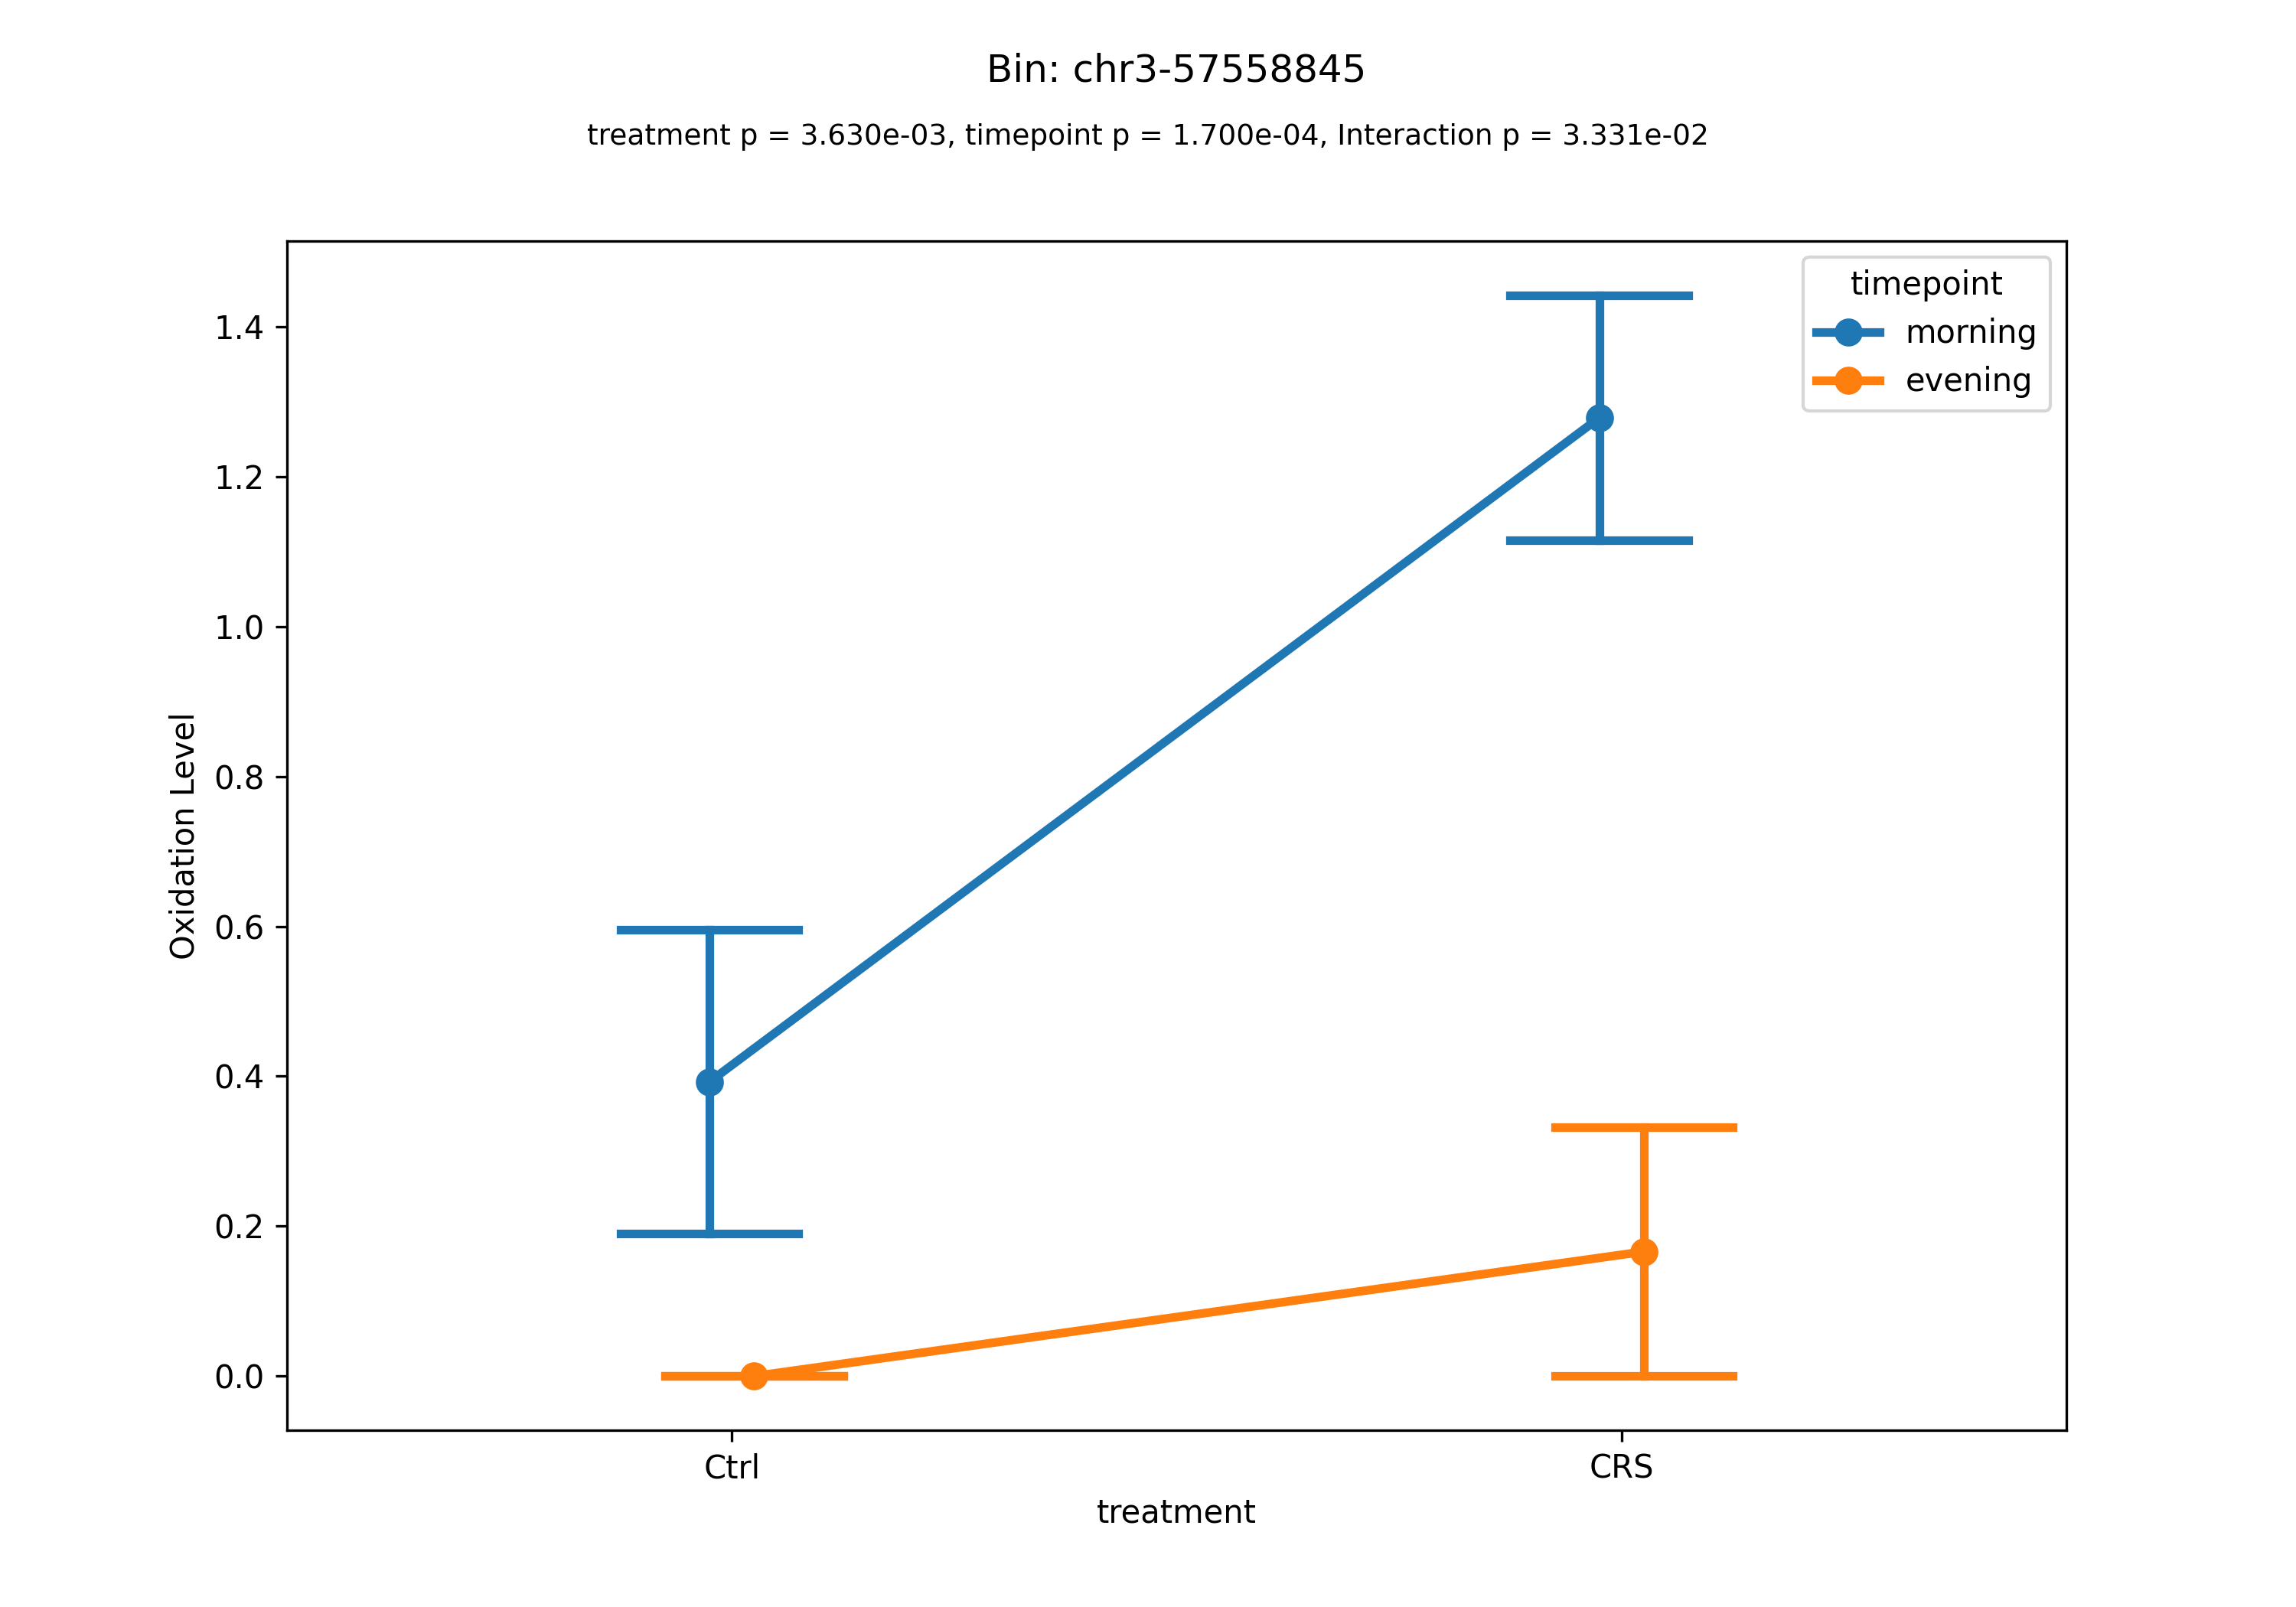 Bin: chr3-57558845
treatment p = 3.630e-03, timepoint p = 1.700e-04, Interaction p = 3.331e-02
timepoint
morning
evening
1.4
1.2
1.0
0.8
0.6
0.4
0.2
0.0
Oxidation Level
Ctrl
CRS
treatment